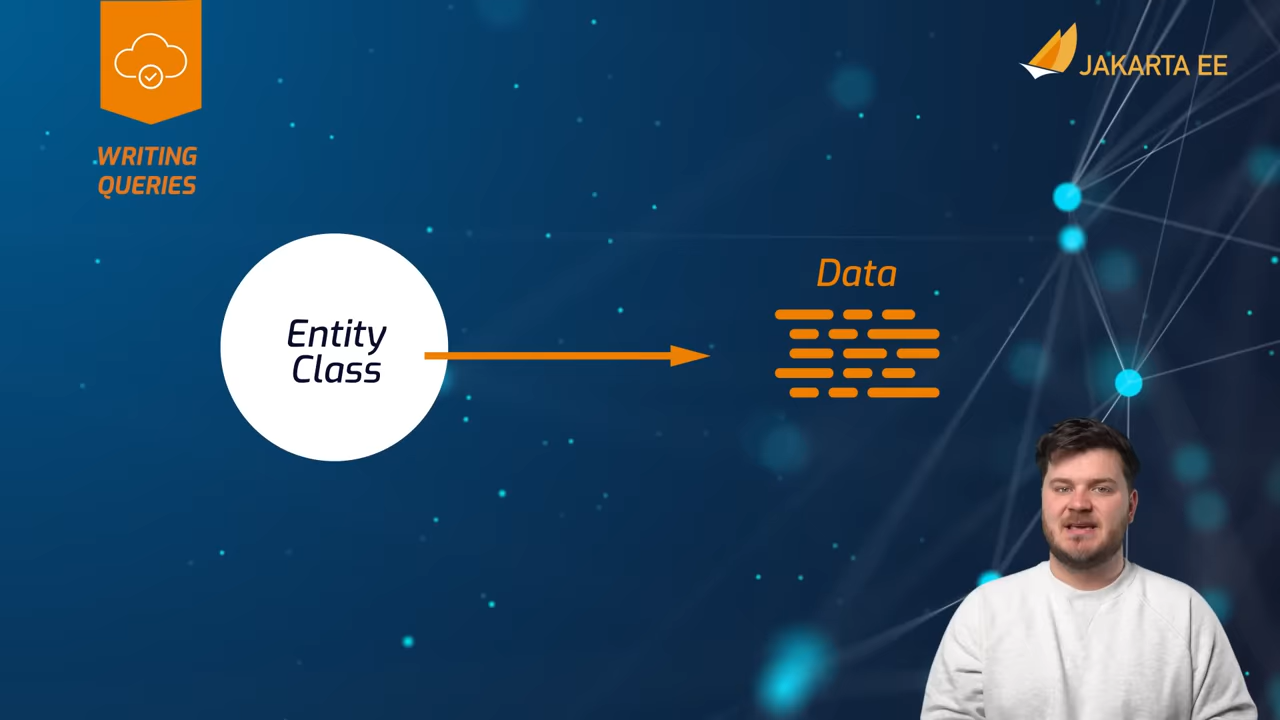 JAKARTA EE
WRITING
QUERIES
Data
Entity
Class